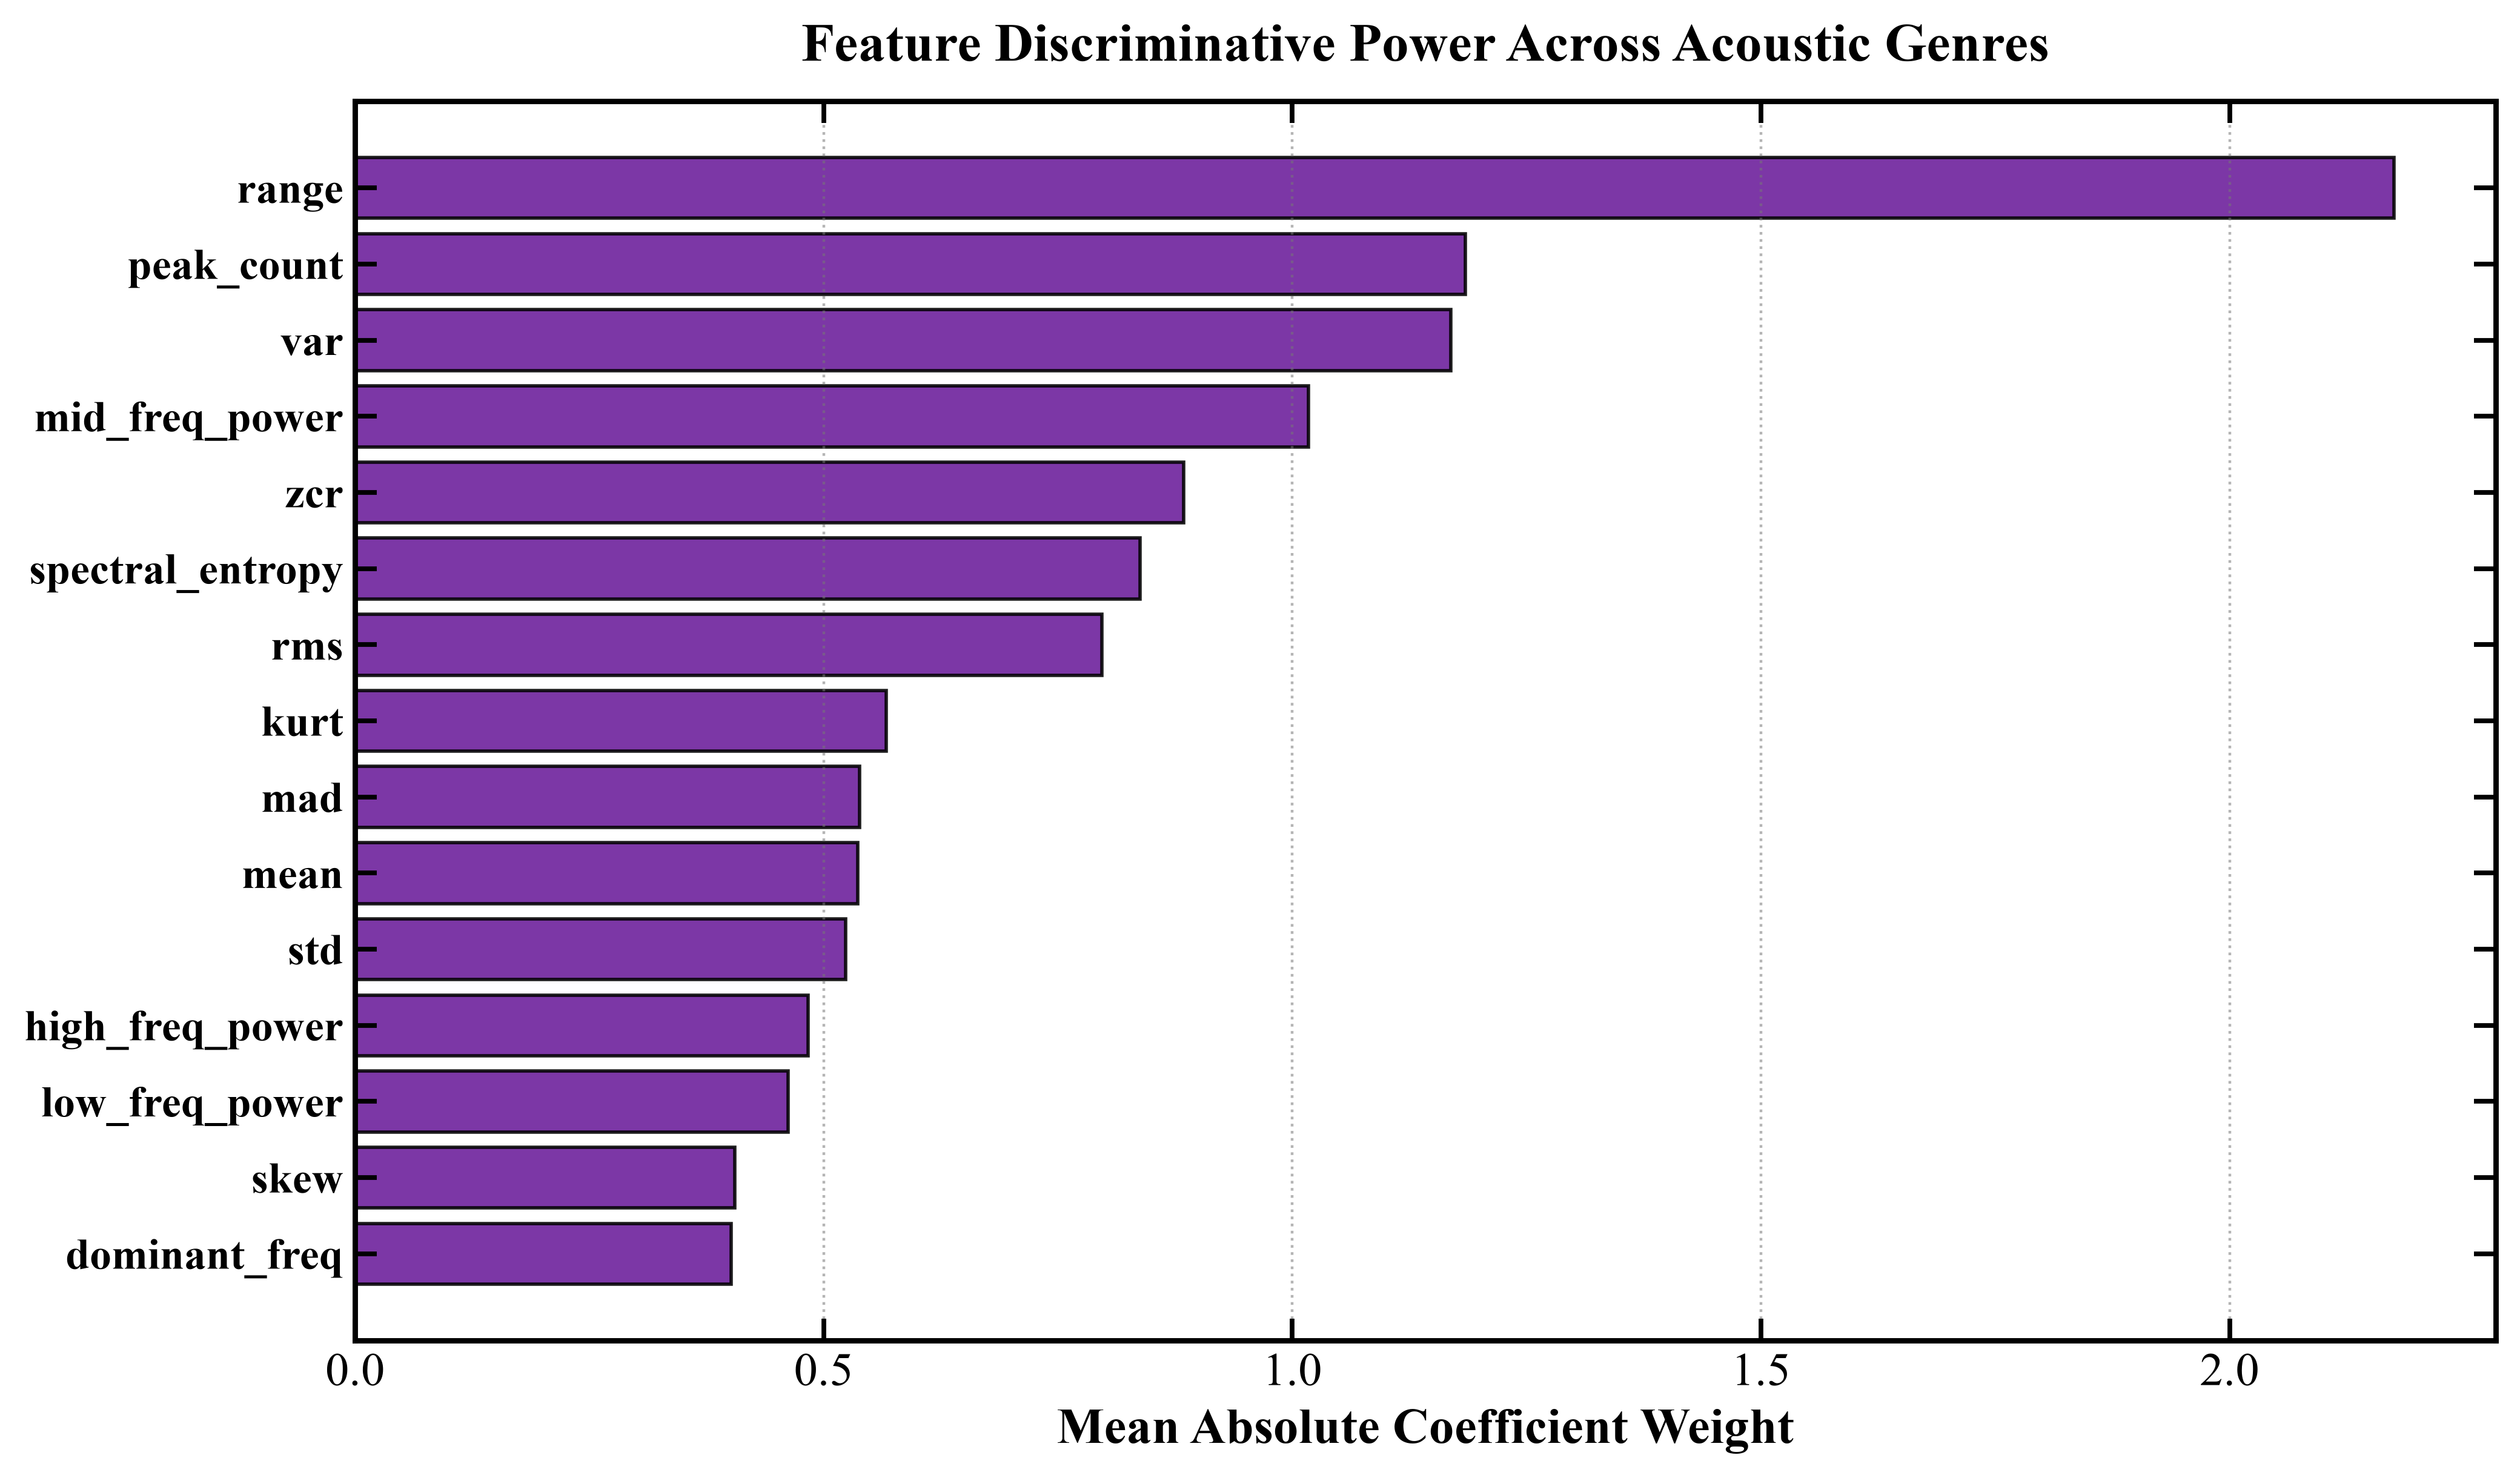 Feature Discriminative Power Across Acoustic Genres
range
peak_count
var
mid_freq_power
zcr
spectral_entropy
rms
kurt
mad
mean
std
high_freq_power
low_freq_power
skew
dominant_freq
0.0 0.5 1.0 1.5 2.0
Mean Absolute Coefficient Weight